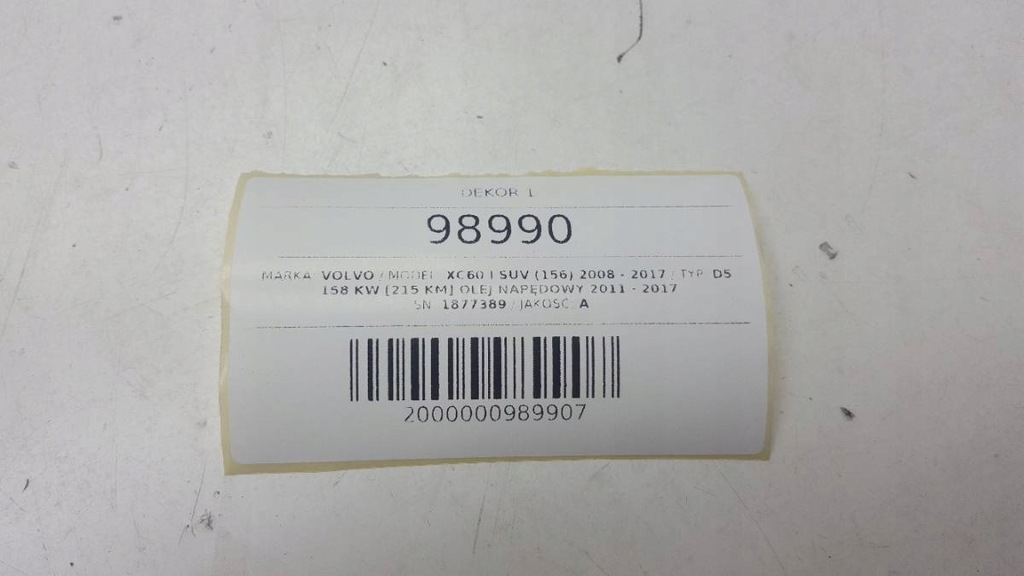 DEKOR 1
98990
MARKA: VOLVO / MODEL: XC60 I SUV (156) 2008 - 2017 / TYP: D5
158 KW [215 KM] OLEJ NAPĘDOWY 2011 - 2017
SN: 1877389 / JAKOŚĆ: A
2000000989907